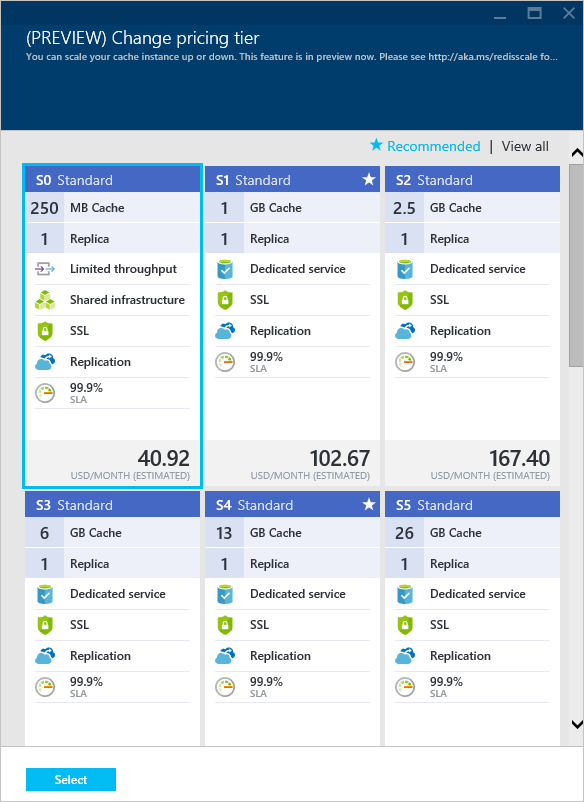 (PREVIEW) Change pricing tier
You can scale your cache instance up or down. This feature is in preview now. Please see http://aka.ms/redisscale fo...
Recommended | View all
S0 Standard
250 MB Cache
1 Replica
Limited throughput
Shared infrastructure
SSL
Replication
99.9%
SLA
40.92
USD/MONTH (ESTIMATED)
S1 Standard
1 GB Cache
1 Replica
Dedicated service
SSL
Replication
99.9%
SLA
102.67
USD/MONTH (ESTIMATED)
S2 Standard
2.5 GB Cache
1 Replica
Dedicated service
SSL
Replication
99.9%
SLA
167.40
USD/MONTH (ESTIMATED)
S3 Standard
6 GB Cache
1 Replica
Dedicated service
SSL
Replication
99.9%
SLA
S4 Standard
13 GB Cache
1 Replica
Dedicated service
SSL
Replication
99.9%
SLA
S5 Standard
26 GB Cache
1 Replica
Dedicated service
SSL
Replication
99.9%
SLA
Select